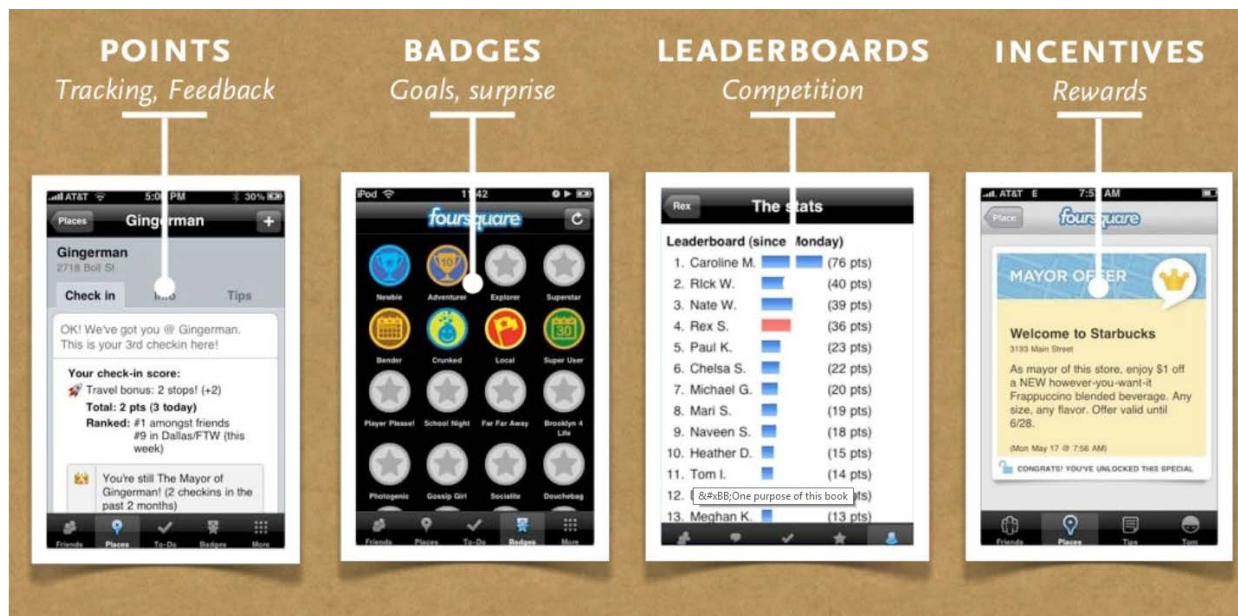 POINTS
Tracking, Feedback
AT&T 5:0 PM 30%
Places Gingerman +
Gingerman
2718 Boll St
Check in Info Tips
OK! We've got you @ Gingerman.
This is your 3rd checkin here!
Your check-in score:
Travel bonus: 2 stops! (+2)
Total: 2 pts (3 today)
Ranked: #1 amongst friends
#9 in Dallas/FTW (this
week)
You're still The Mayor of
Gingerman! (2 checkins in the
past 2 months)
Friends Places To-Do Badges More
BADGES
Goals, surprise
iPod 11:42
foursquare
10
Newbie Adventurer Explorer Superstar
30
Bender Crunked Local Super User
Player Please! School Night Far Far Away Brooklyn 4
Life
Photogenic Gossip Girl Socialite Douchebag
Friends Places To-Do Badges More
LEADERBOARDS
Competition
Rex The stats
Leaderboard (since Monday)
1. Caroline M. (76 pts)
2. RIck W. (40 pts)
3. Nate W. (39 pts)
4. Rex S. (36 pts)
5. Paul K. (23 pts)
6. Chelsa S. (22 pts)
7. Michael G. (20 pts)
8. Mari S. (19 pts)
9. Naveen S. (18 pts)
10. Heather D. (15 pts)
11. Tom I. (14 pts)
12. pts)
&#xBB;One purpose of this book
13. Meghan K. (13 pts)
INCENTIVES
Rewards
AT&T E 7:5 AM
Place foursquare
MAYOR OFFER
Welcome to Starbucks
3193 Main Street
As mayor of this store, enjoy $1 off
a NEW however-you-want-it
Frappuccino blended beverage. Any
size, any flavor. Offer valid until
6/28.
(Mon May 17 @ 7:56 AM)
CONGRATS! YOU'VE UNLOCKED THIS SPECIAL
Friends Places Tips Tom